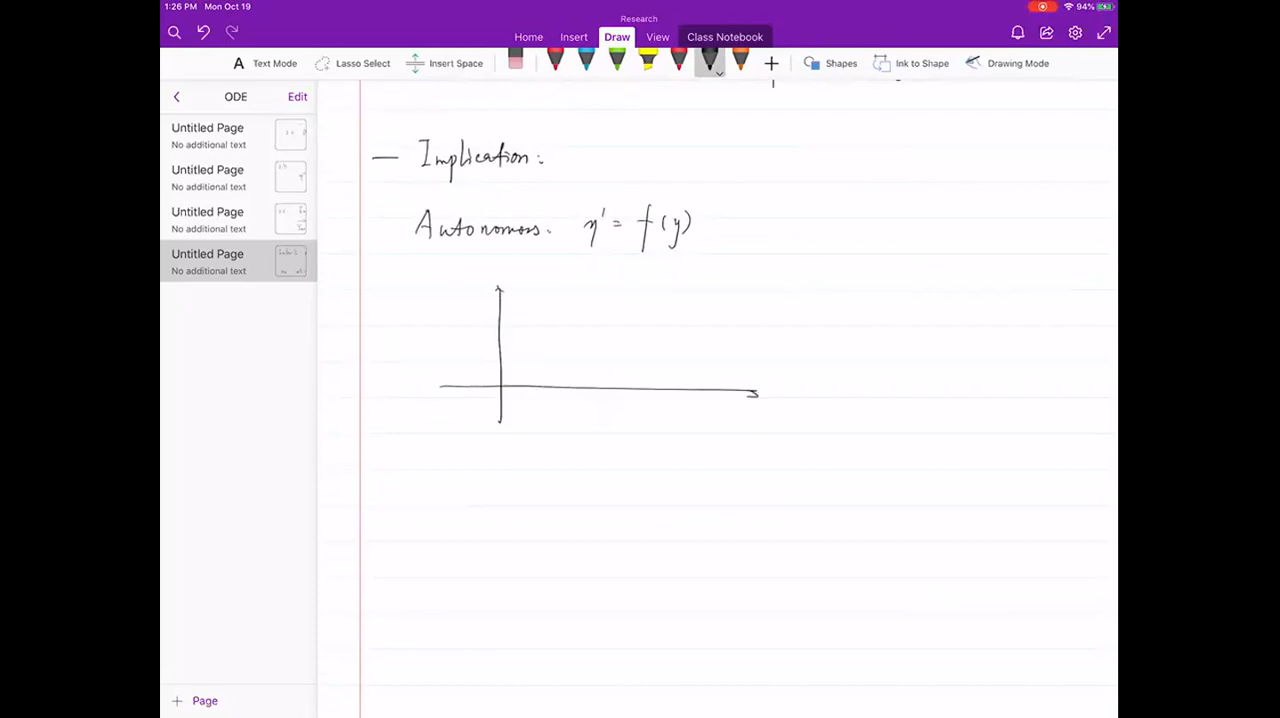 1:26 PM Mon Oct 19
94%
Research
Home Insert Draw View Class Notebook
A Text Mode Lasso Select Insert Space Shapes Ink to Shape Drawing Mode
ODE Edit
Untitled Page
No additional text
Untitled Page
No additional text
Untitled Page
No additional text
Untitled Page
No additional text
+ Page
— Implication:
Autonomous. y' = f(y)